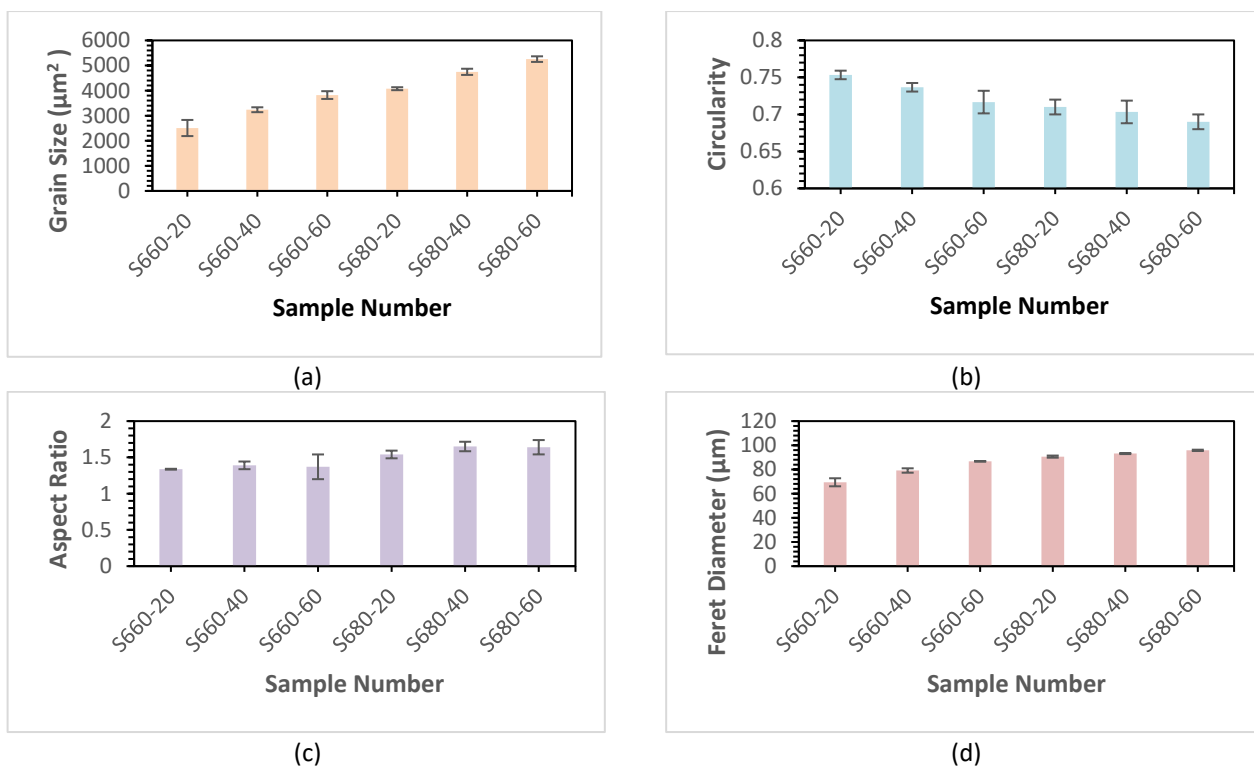 Grain Size (µm²)
6000
5000
4000
3000
2000
1000
0
S660-20
S660-40
S660-60
S680-20
S680-40
S680-60
Sample Number
(a)
Circularity
0.8
0.75
0.7
0.65
0.6
S660-20
S660-40
S660-60
S680-20
S680-40
S680-60
Sample Number
(b)
Aspect Ratio
2
1.5
1
0.5
0
S660-20
S660-40
S660-60
S680-20
S680-40
S680-60
Sample Number
(c)
Feret Diameter (µm)
120
100
80
60
40
20
0
S660-20
S660-40
S660-60
S680-20
S680-40
S680-60
Sample Number
(d)